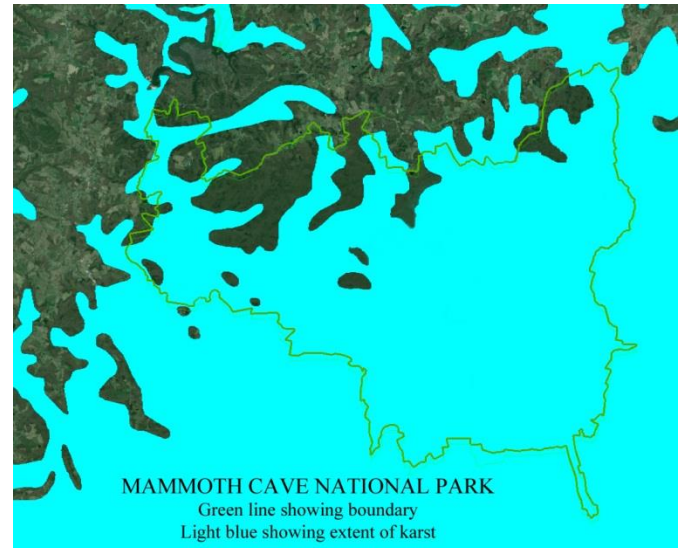 MAMMOTH CAVE NATIONAL PARK
Green line showing boundary
Light blue showing extent of karst